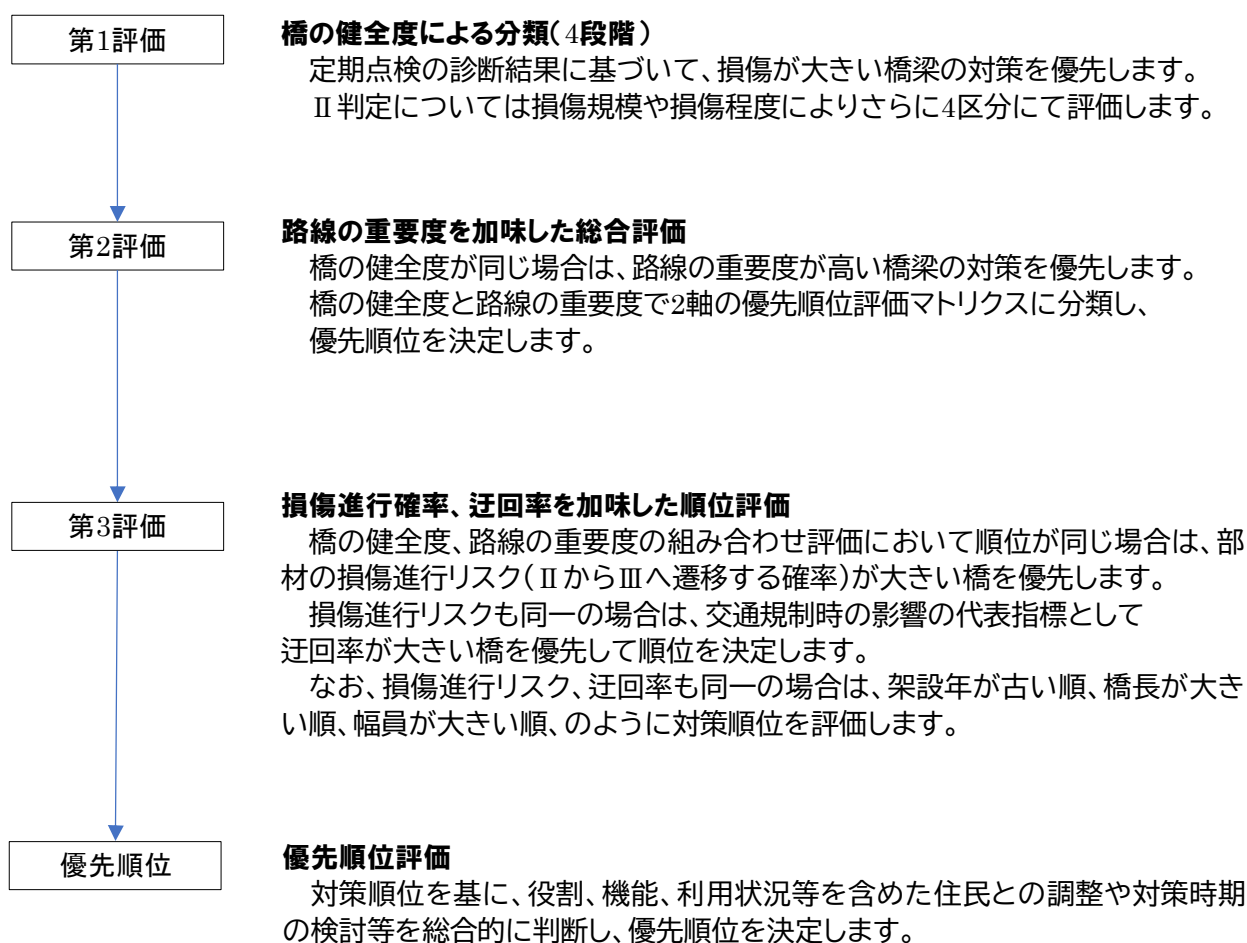 第1評価
橋の健全度による分類（4段階）
定期点検の診断結果に基づいて、損傷が大きい橋梁の対策を優先します。
Ⅱ判定については損傷規模や損傷程度によりさらに4区分にて評価します。
第2評価
路線の重要度を加味した総合評価
橋の健全度が同じ場合は、路線の重要度が高い橋梁の対策を優先します。
橋の健全度と路線の重要度で2軸の優先順位評価マトリクスに分類し、
優先順位を決定します。
第3評価
損傷進行確率、迂回率を加味した順位評価
橋の健全度、路線の重要度の組み合わせ評価において順位が同じ場合は、部
材の損傷進行リスク（ⅡからⅢへ遷移する確率）が大きい橋を優先します。
損傷進行リスクも同一の場合は、交通規制時の影響の代表指標として
迂回率が大きい橋を優先して順位を決定します。
なお、損傷進行リスク、迂回率も同一の場合は、架設年が古い順、橋長が大き
い順、幅員が大きい順、のように対策順位を評価します。
優先順位
優先順位評価
対策順位を基に、役割、機能、利用状況等を含めた住民との調整や対策時期
の検討等を総合的に判断し、優先順位を決定します。